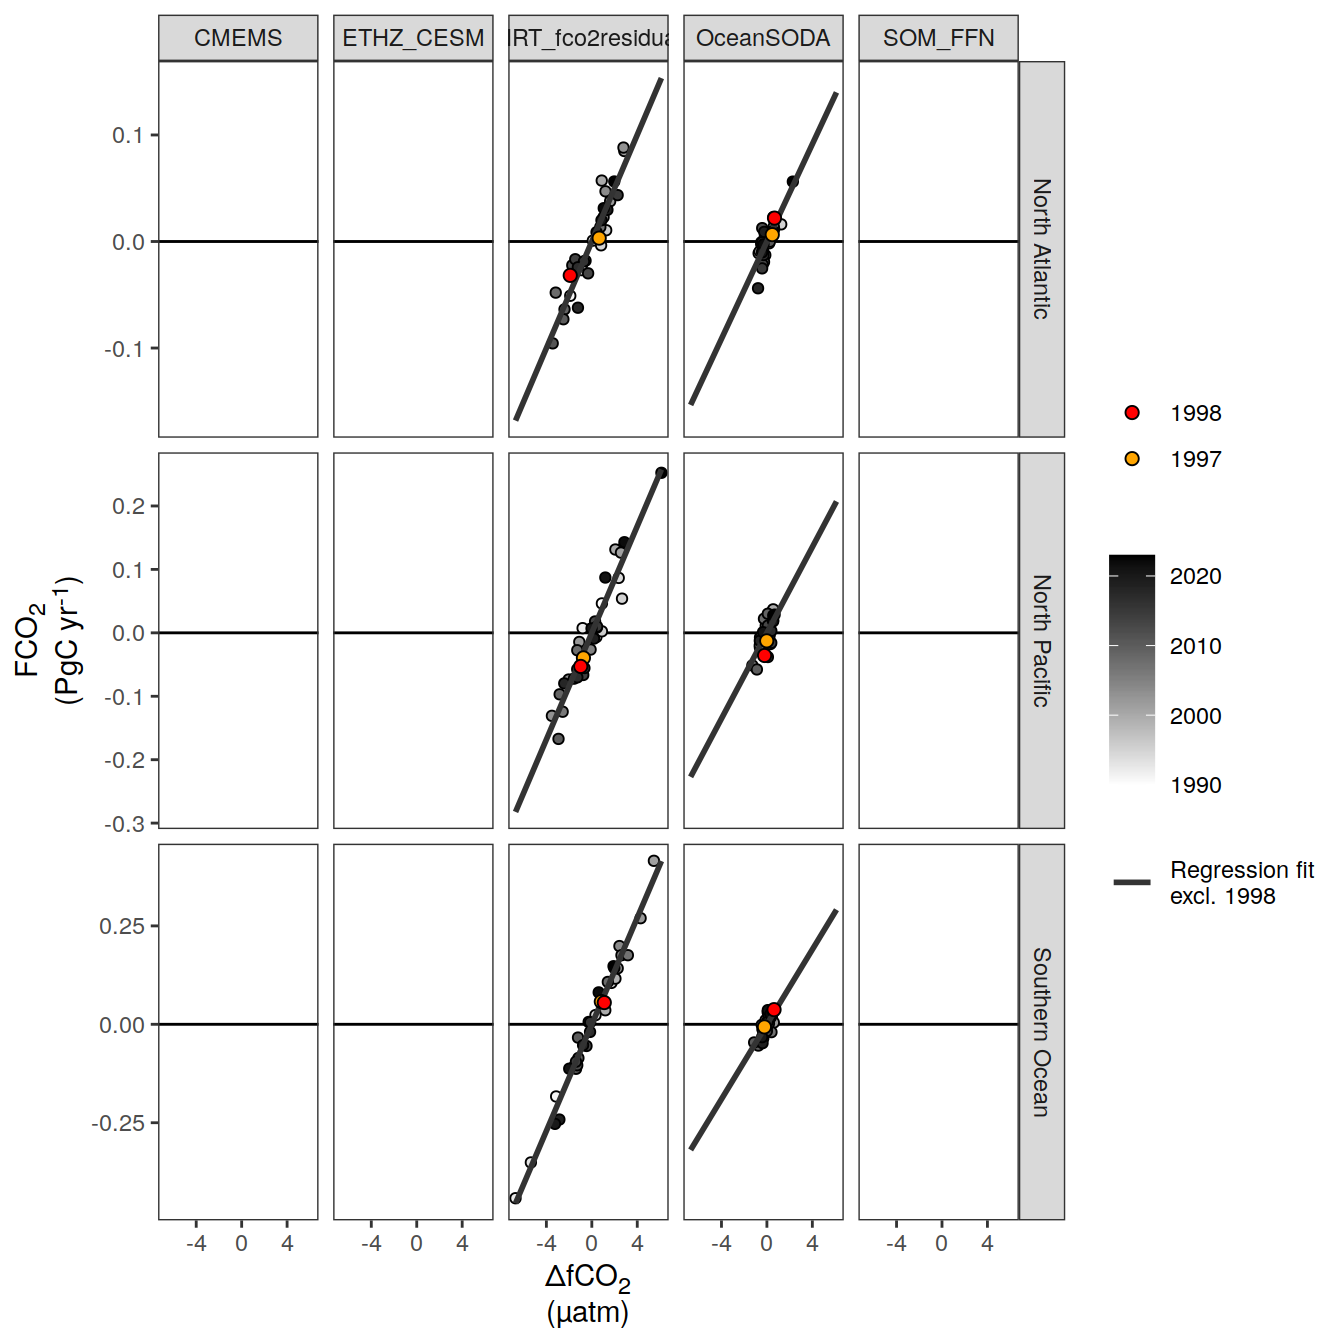 CMEMS ETHZ_CESM IRT_fco2residua OceanSODA SOM_FFN
0.1
0.0
-0.1
North Atlantic
0.2
0.1
0.0
-0.1
-0.2
-0.3
North Pacific
0.25
0.00
-0.25
Southern Ocean
FCO2
(PgC yr-1)
-4 0 4 -4 0 4 -4 0 4 -4 0 4 -4 0 4
ΔfCO2
(µatm)
1998
1997
2020
2010
2000
1990
Regression fit
excl. 1998